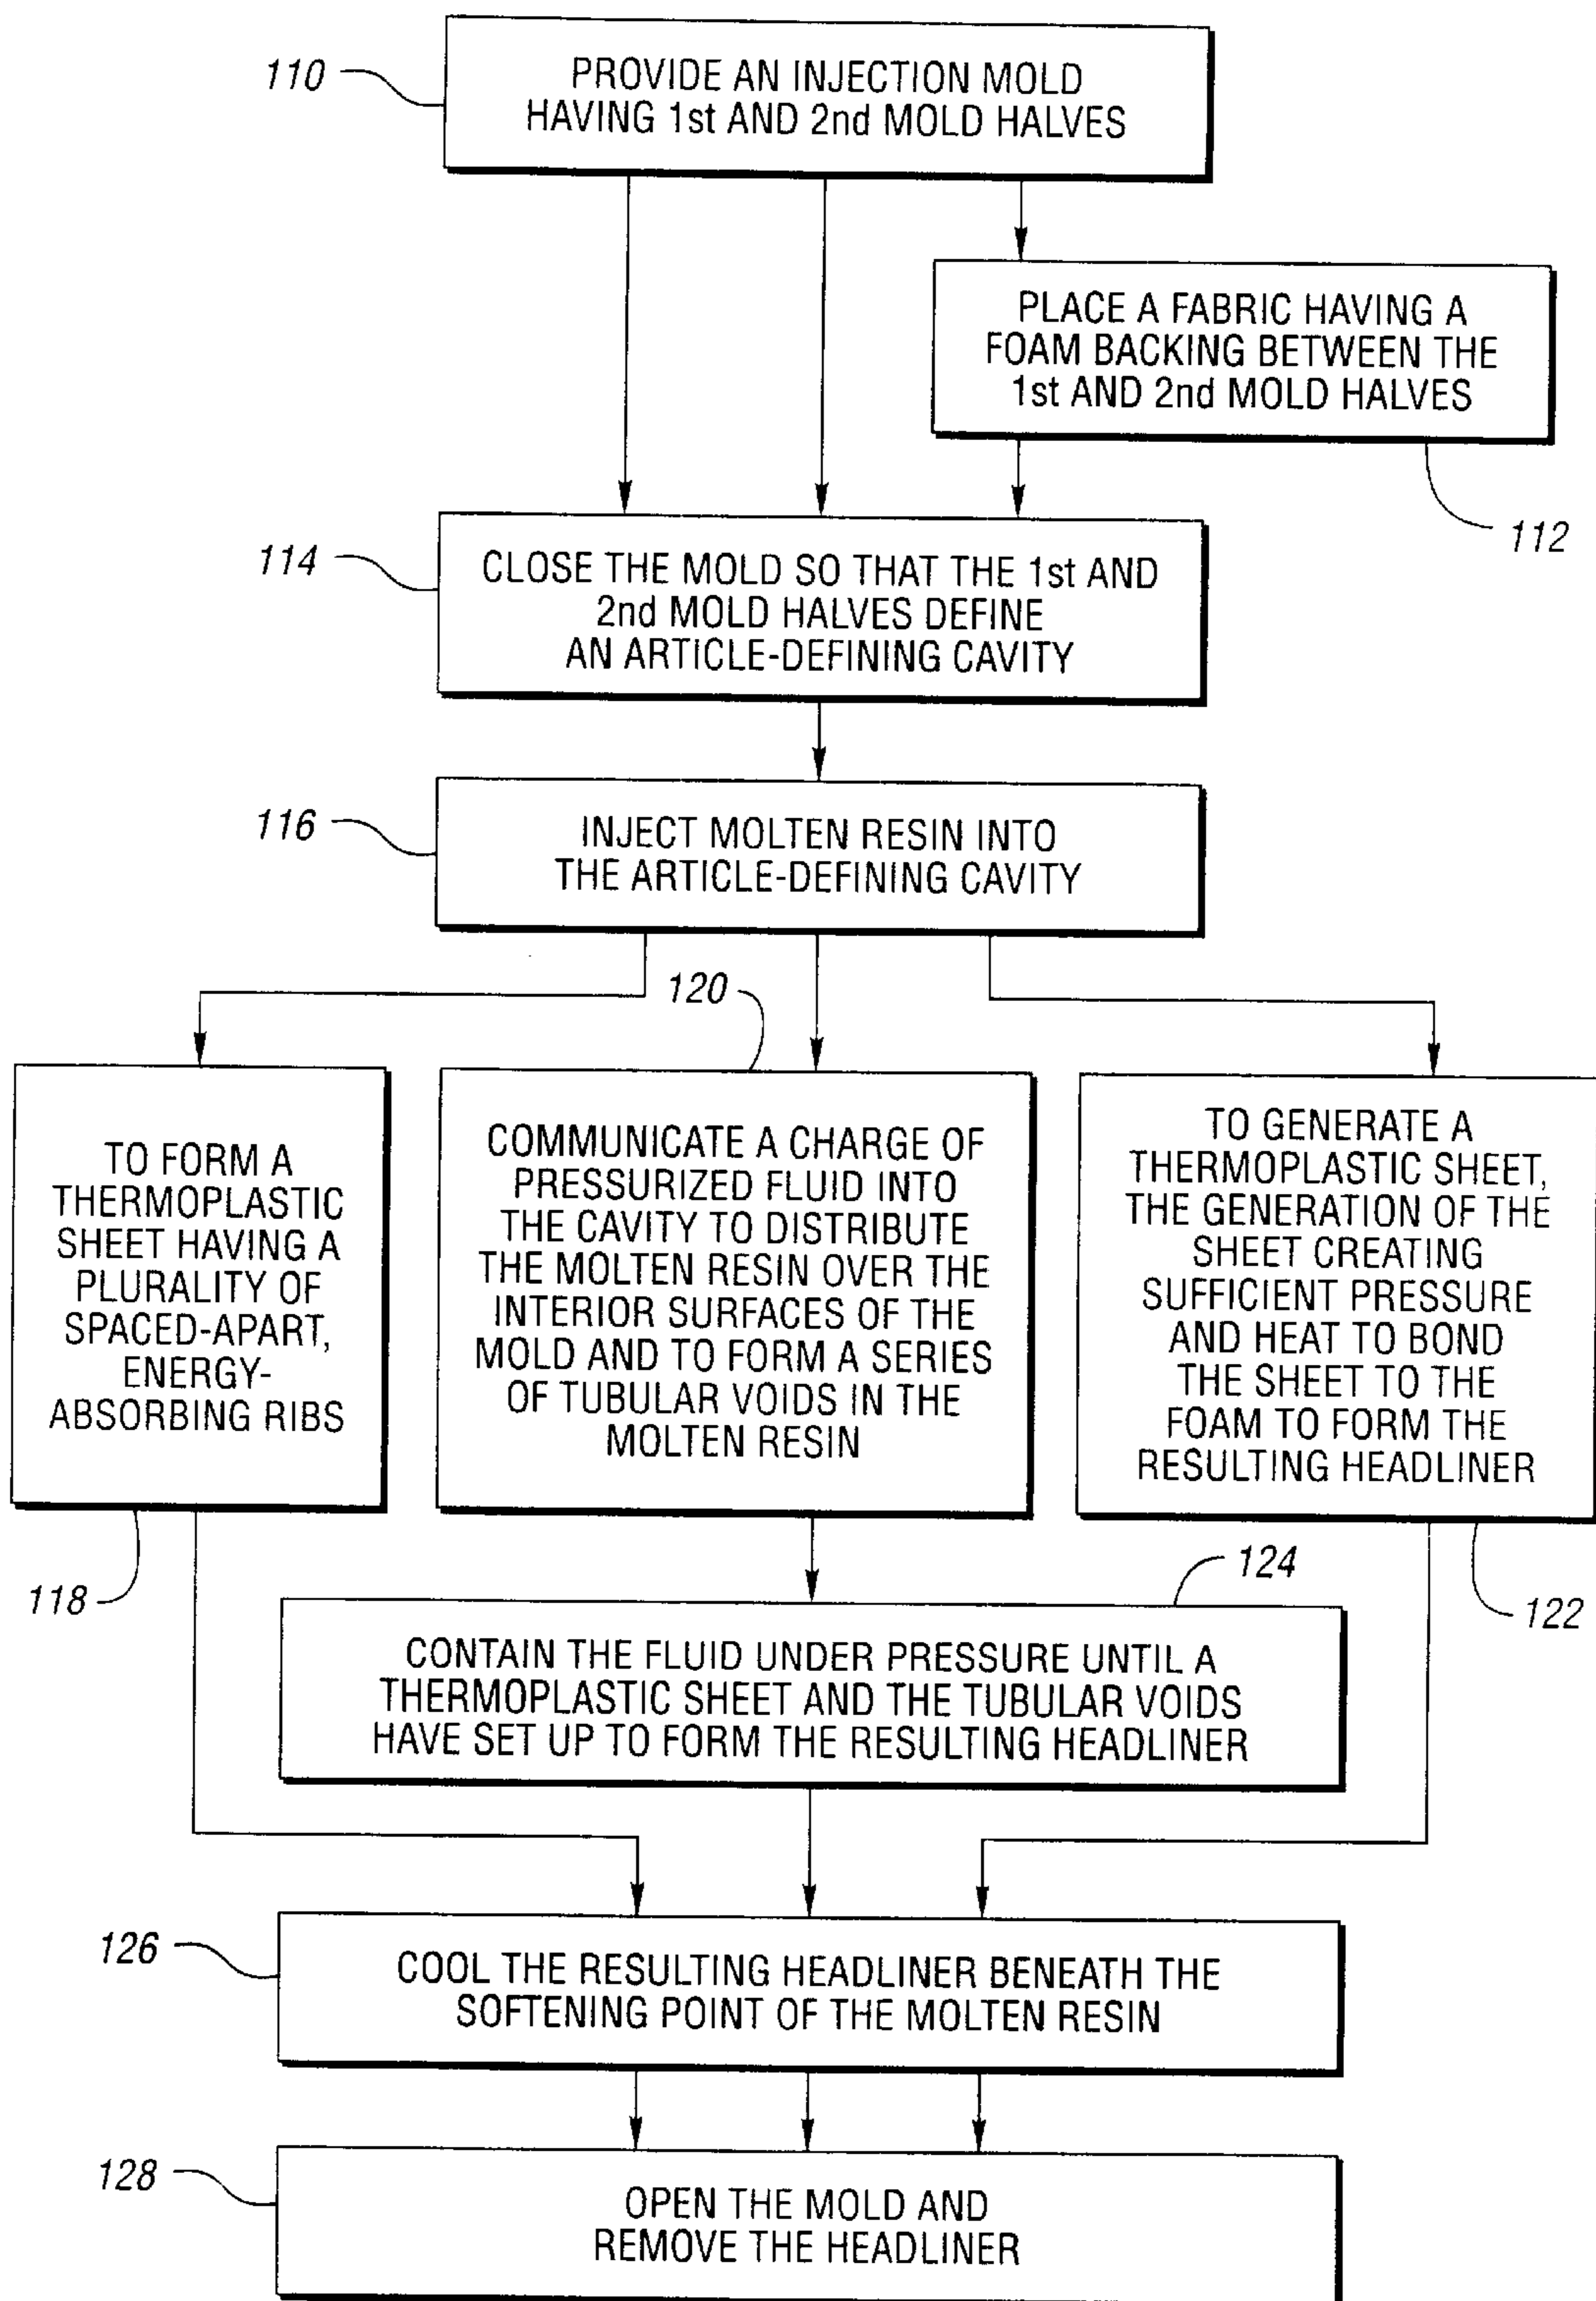 110
PROVIDE AN INJECTION MOLD
HAVING 1st AND 2nd MOLD HALVES
PLACE A FABRIC HAVING A
FOAM BACKING BETWEEN THE
1st AND 2nd MOLD HALVES
112
114
CLOSE THE MOLD SO THAT THE 1st AND
2nd MOLD HALVES DEFINE
AN ARTICLE-DEFINING CAVITY
116
INJECT MOLTEN RESIN INTO
THE ARTICLE-DEFINING CAVITY
TO FORM A
THERMOPLASTIC
SHEET HAVING A
PLURALITY OF
SPACED-APART,
ENERGY-
ABSORBING RIBS
118
120
COMMUNICATE A CHARGE OF
PRESSURIZED FLUID INTO
THE CAVITY TO DISTRIBUTE
THE MOLTEN RESIN OVER THE
INTERIOR SURFACES OF THE
MOLD AND TO FORM A SERIES
OF TUBULAR VOIDS IN THE
MOLTEN RESIN
TO GENERATE A
THERMOPLASTIC SHEET,
THE GENERATION OF THE
SHEET CREATING
SUFFICIENT PRESSURE
AND HEAT TO BOND
THE SHEET TO THE
FOAM TO FORM THE
RESULTING HEADLINER
122
124
CONTAIN THE FLUID UNDER PRESSURE UNTIL A
THERMOPLASTIC SHEET AND THE TUBULAR VOIDS
HAVE SET UP TO FORM THE RESULTING HEADLINER
126
COOL THE RESULTING HEADLINER BENEATH THE
SOFTENING POINT OF THE MOLTEN RESIN
128
OPEN THE MOLD AND
REMOVE THE HEADLINER